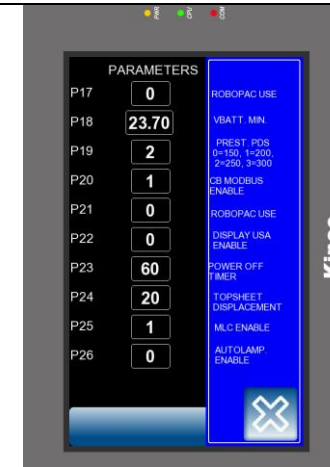 PWR CPU COM
PARAMETERS
P17 0 ROBOPAC USE
P18 23.70 VBATT. MIN.
P19 2 PREST. PDS
0=150, 1=200,
2=250, 3=300
P20 1 CB MODBUS
ENABLE
P21 0 ROBOPAC USE
P22 0 DISPLAY USA
ENABLE
P23 60 POWER OFF
TIMER
P24 20 TOPSHEET
DISPLACEMENT
P25 1 MLC ENABLE
P26 0 AUTOLAMP.
ENABLE